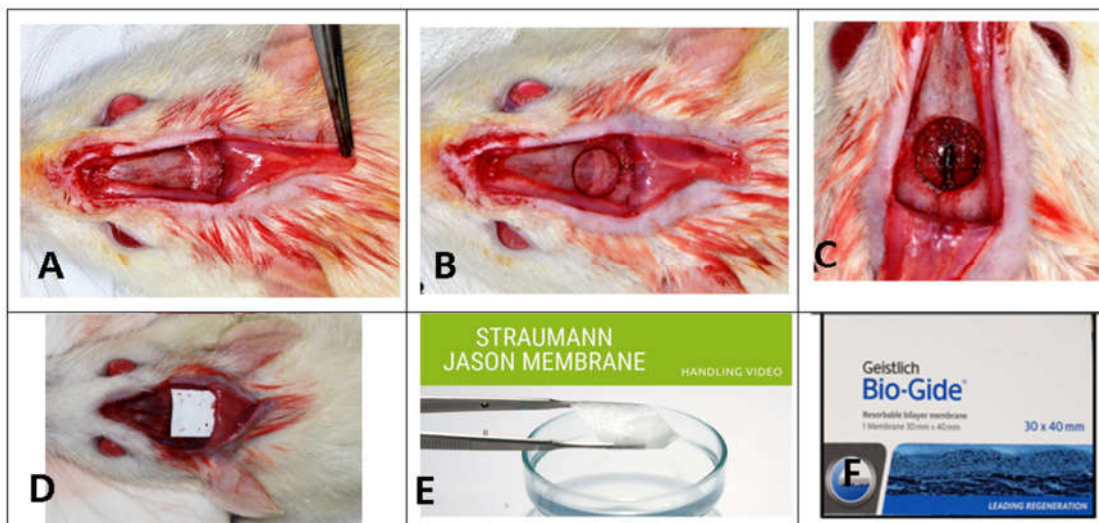 A
B
C
D
STRAUMANN
JASON MEMBRANE
HANDLING VIDEO
E
Geistlich
Bio-Gide®
Resorbable bilayer membrane
1 Membrane 30 mm x 40 mm
30 x 40 mm
F
LEADING REGENERATION